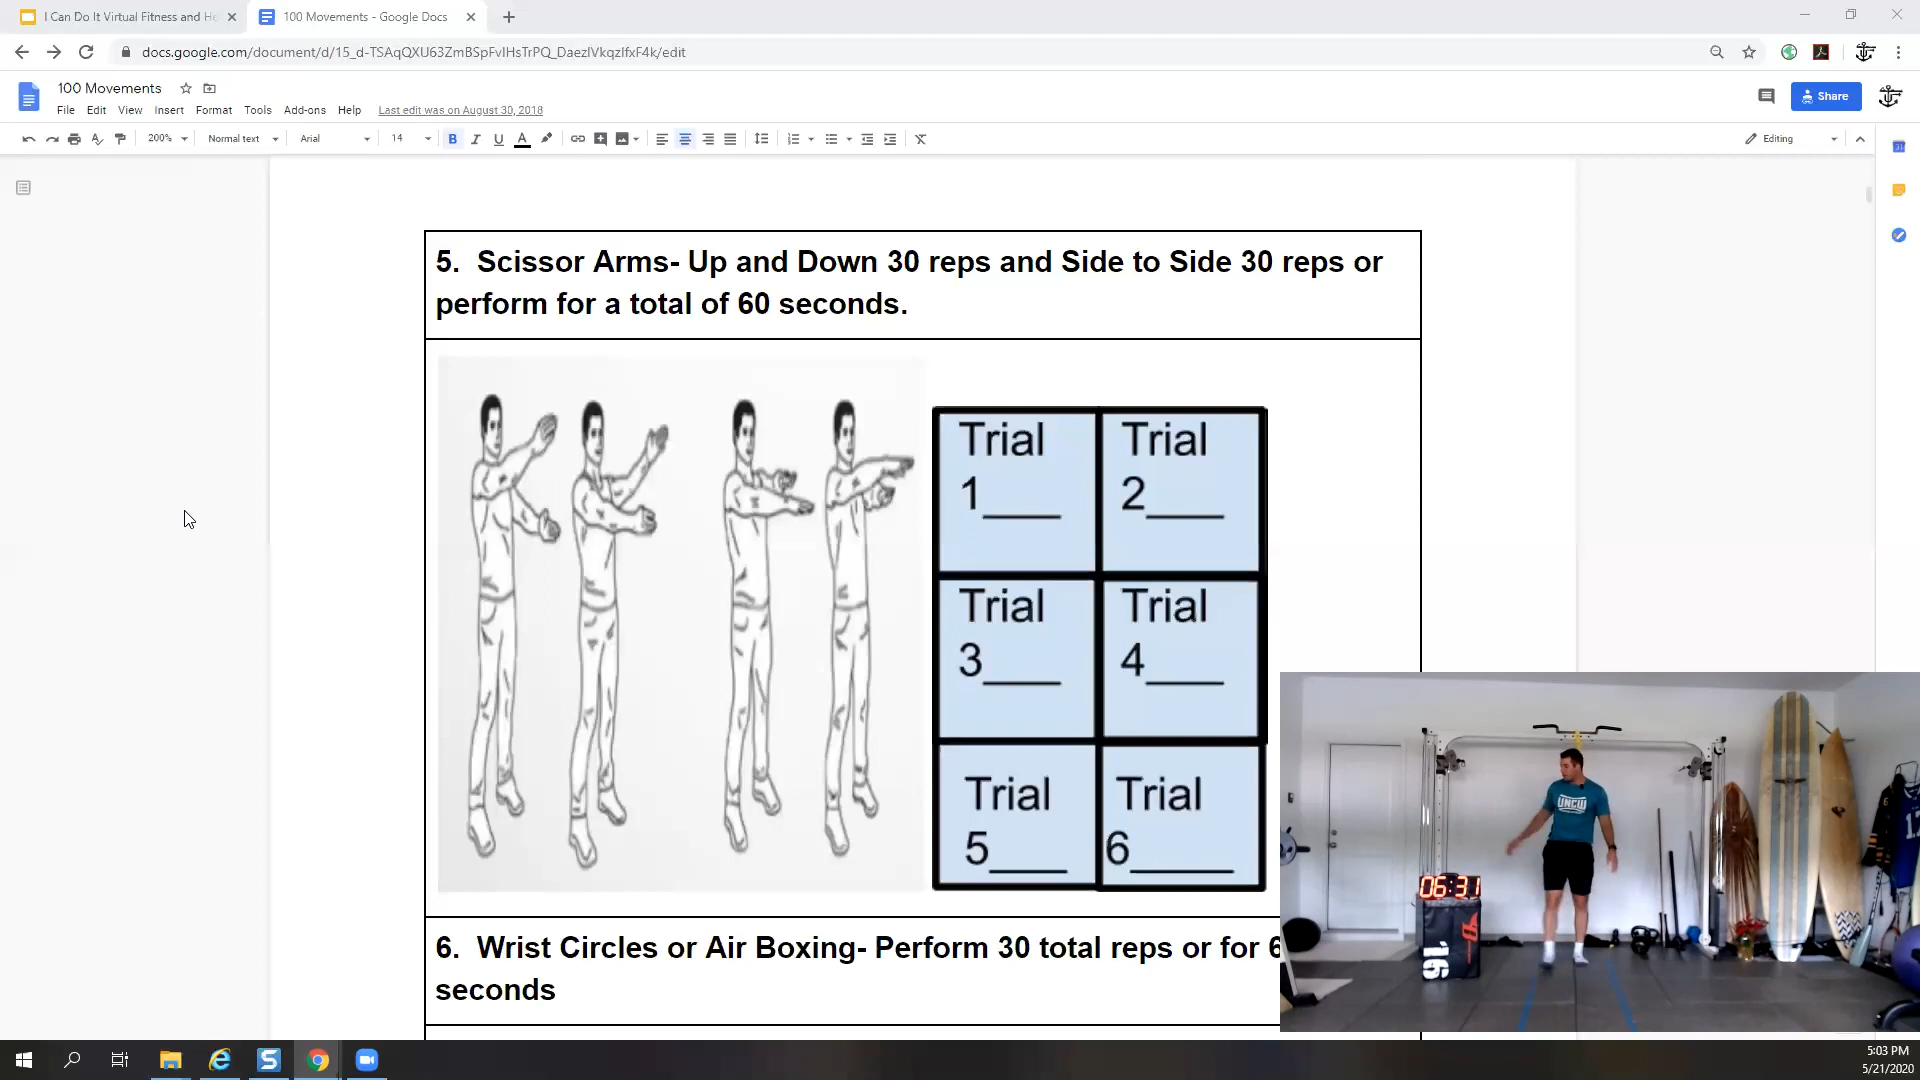 I Can Do It Virtual Fitness and He
100 Movements - Google Docs
docs.google.com/document/d/15_d-TSAqQXU63ZmBSpFvIHsTrPQ_DaezlVkqzlfxF4k/edit
100 Movements
File Edit View Insert Format Tools Add-ons Help Last edit was on August 30, 2018
Share
200% Normal text Arial 14 B I U A Editing
5. Scissor Arms- Up and Down 30 reps and Side to Side 30 reps or
perform for a total of 60 seconds.
Trial Trial
1___ 2___
Trial Trial
3___ 4___
Trial Trial
5___ 6____
UNCW
06:31
16
6. Wrist Circles or Air Boxing- Perform 30 total reps or for 6
seconds
5:03 PM
5/21/2020